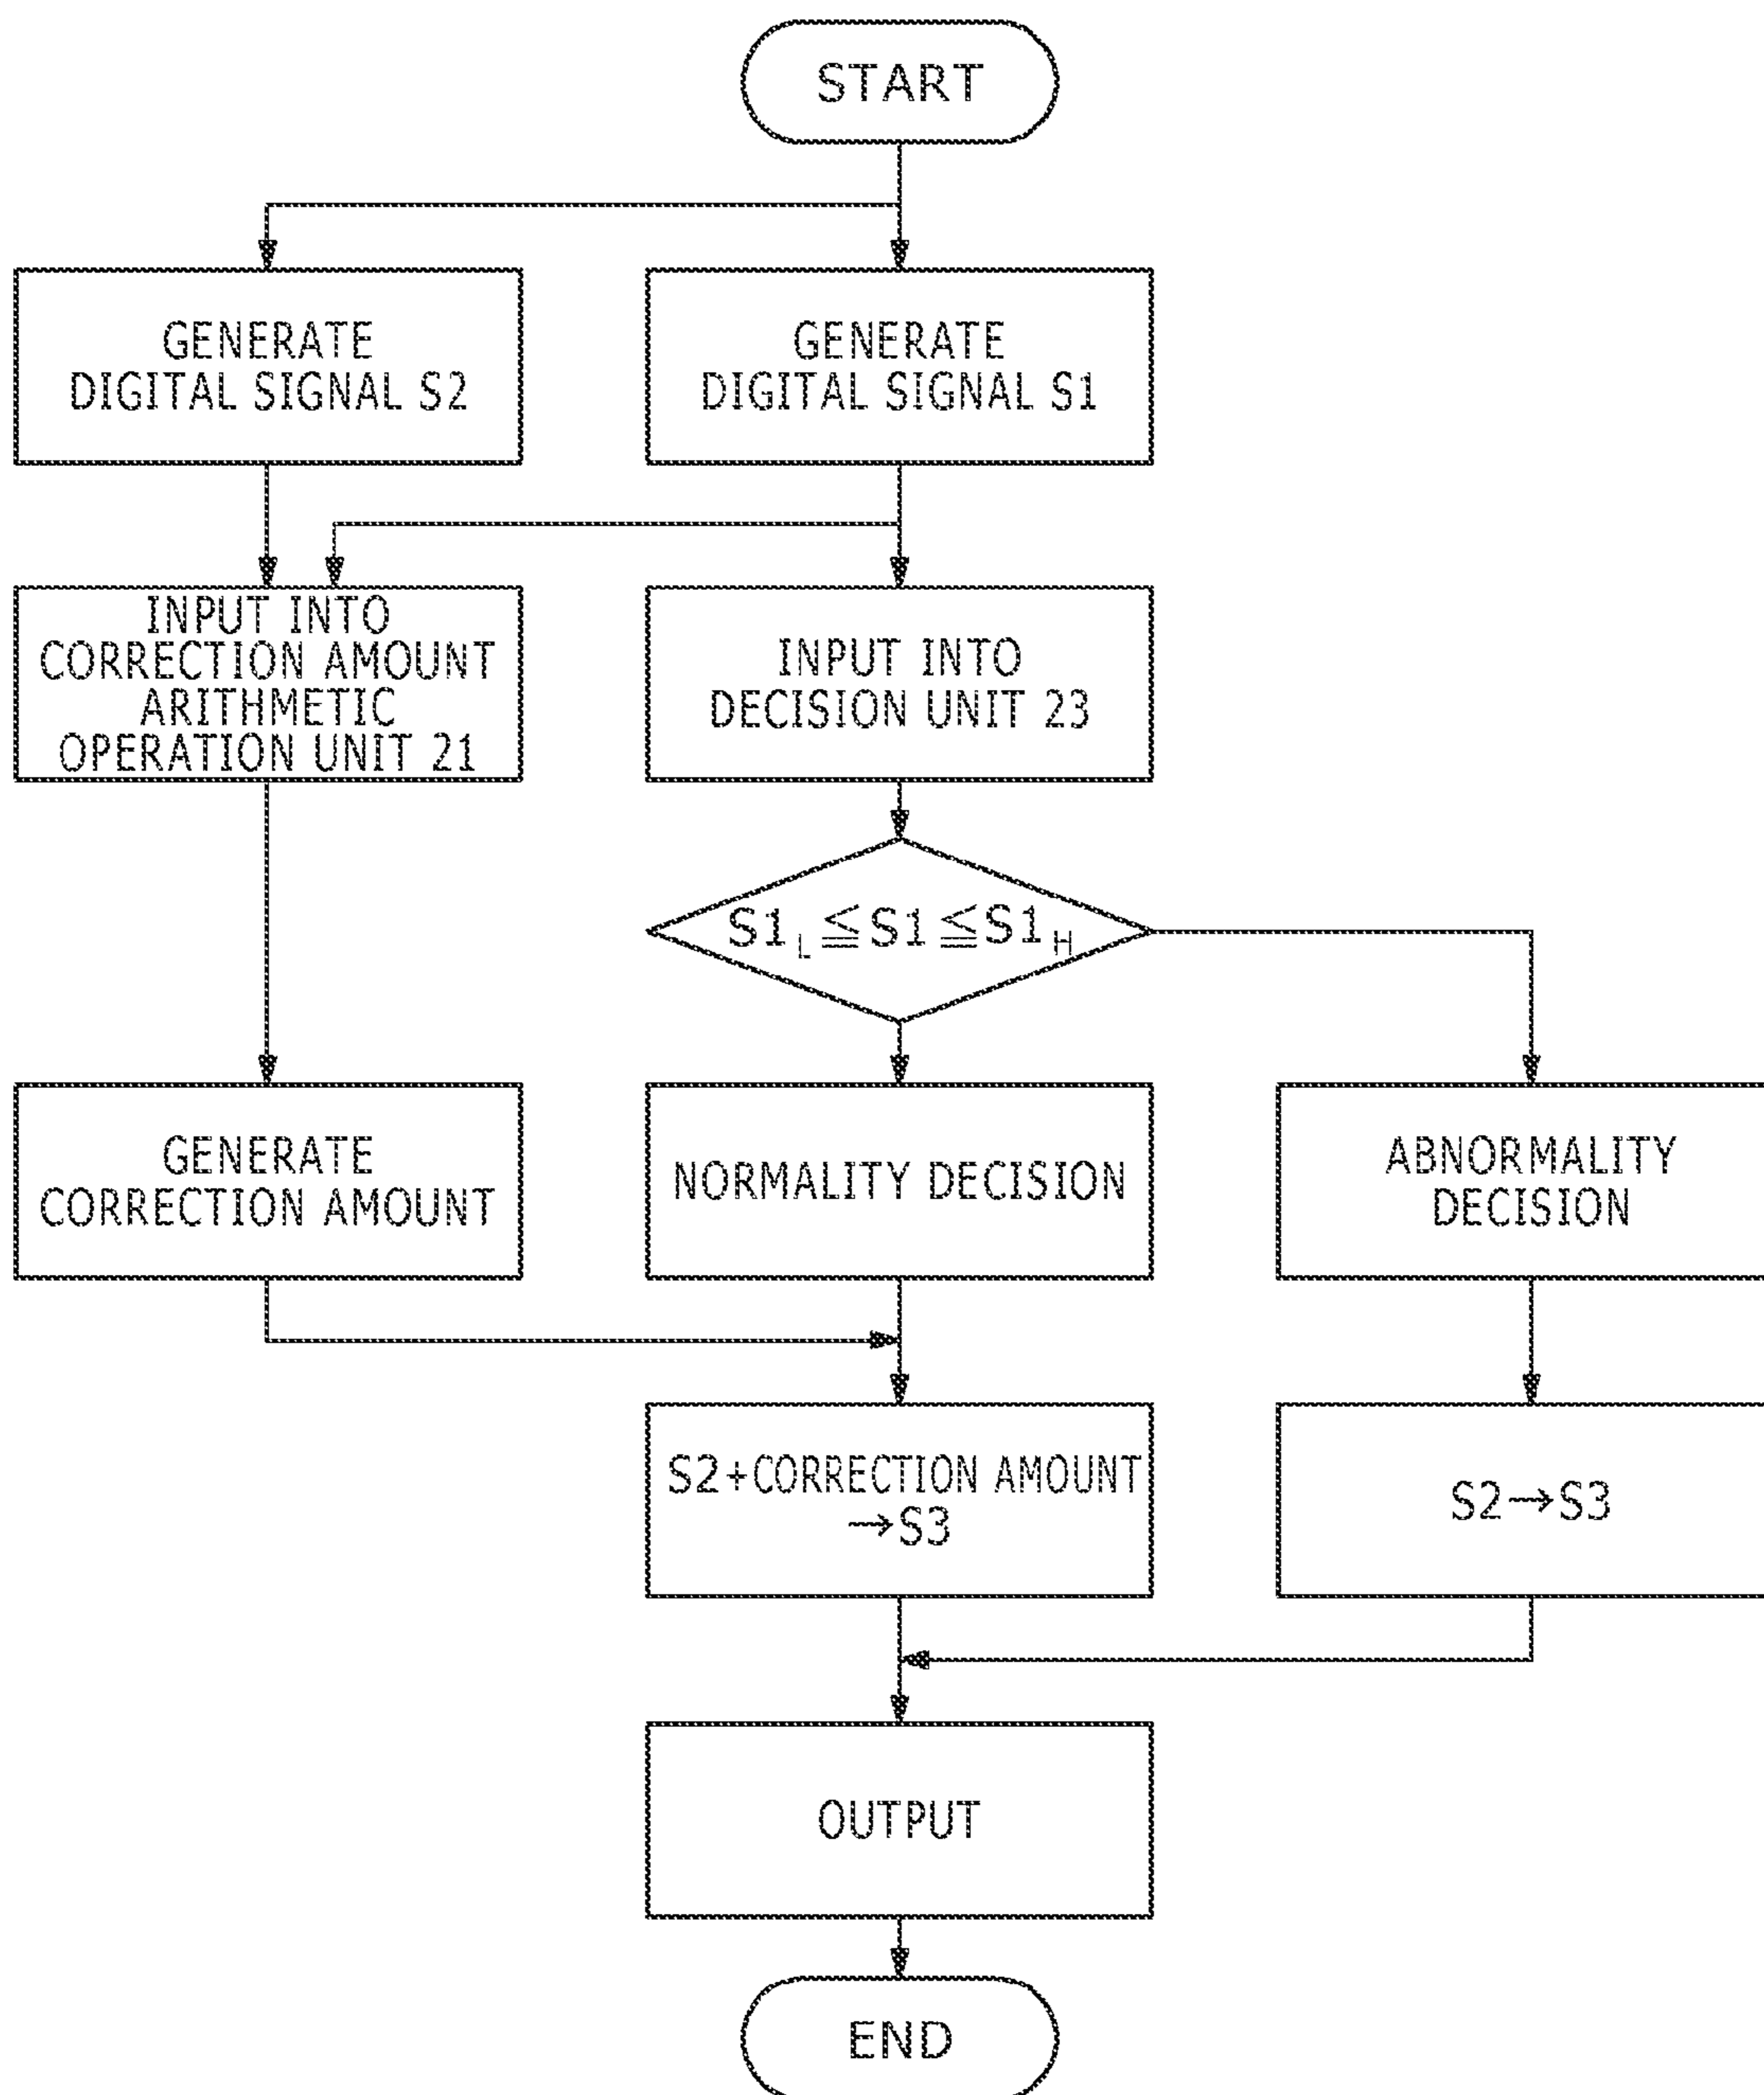 START
GENERATE
DIGITAL SIGNAL S2
GENERATE
DIGITAL SIGNAL S1
INPUT INTO
CORRECTION AMOUNT
ARITHMETIC
OPERATION UNIT 21
INPUT INTO
DECISION UNIT 23
S1L≦S1≦S1H
GENERATE
CORRECTION AMOUNT
NORMALITY DECISION
ABNORMALITY
DECISION
S2+CORRECTION AMOUNT
→S3
S2→S3
OUTPUT
END